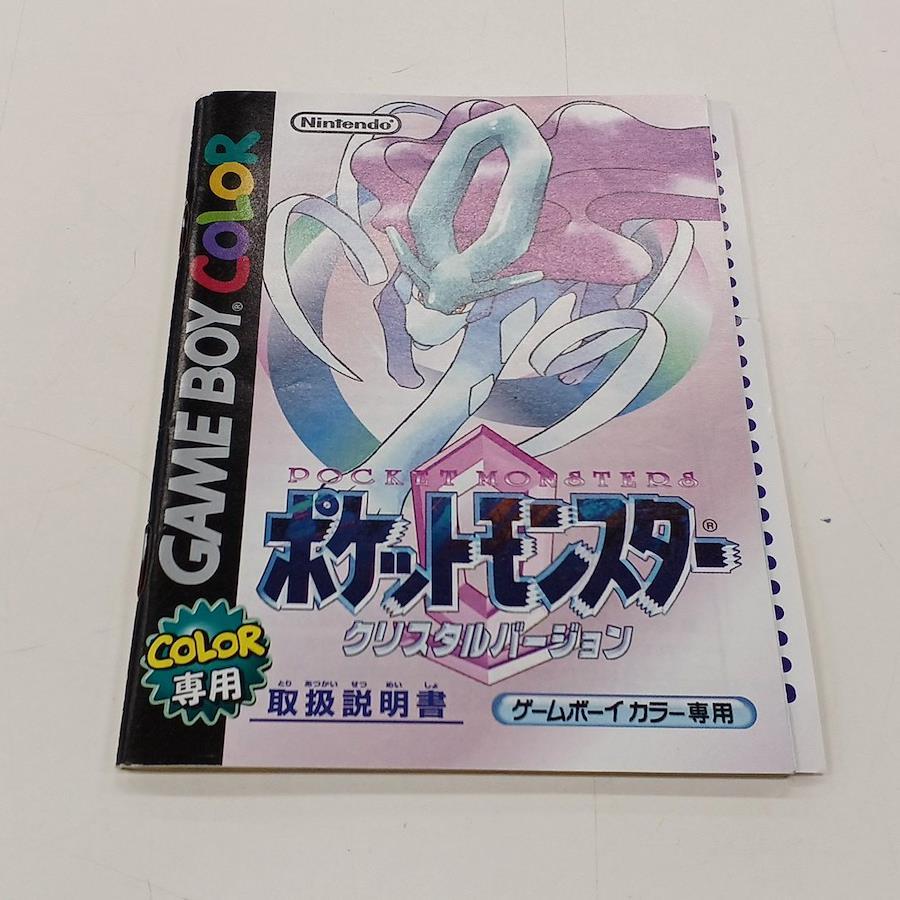 Nintendo
GAME BOY COLOR®
POCKET MONSTERS
ポケットモンスター®
クリスタルバージョン
COLOR
専用
とり あつかい せつ めい しょ
取扱説明書
ゲームボーイ カラー専用